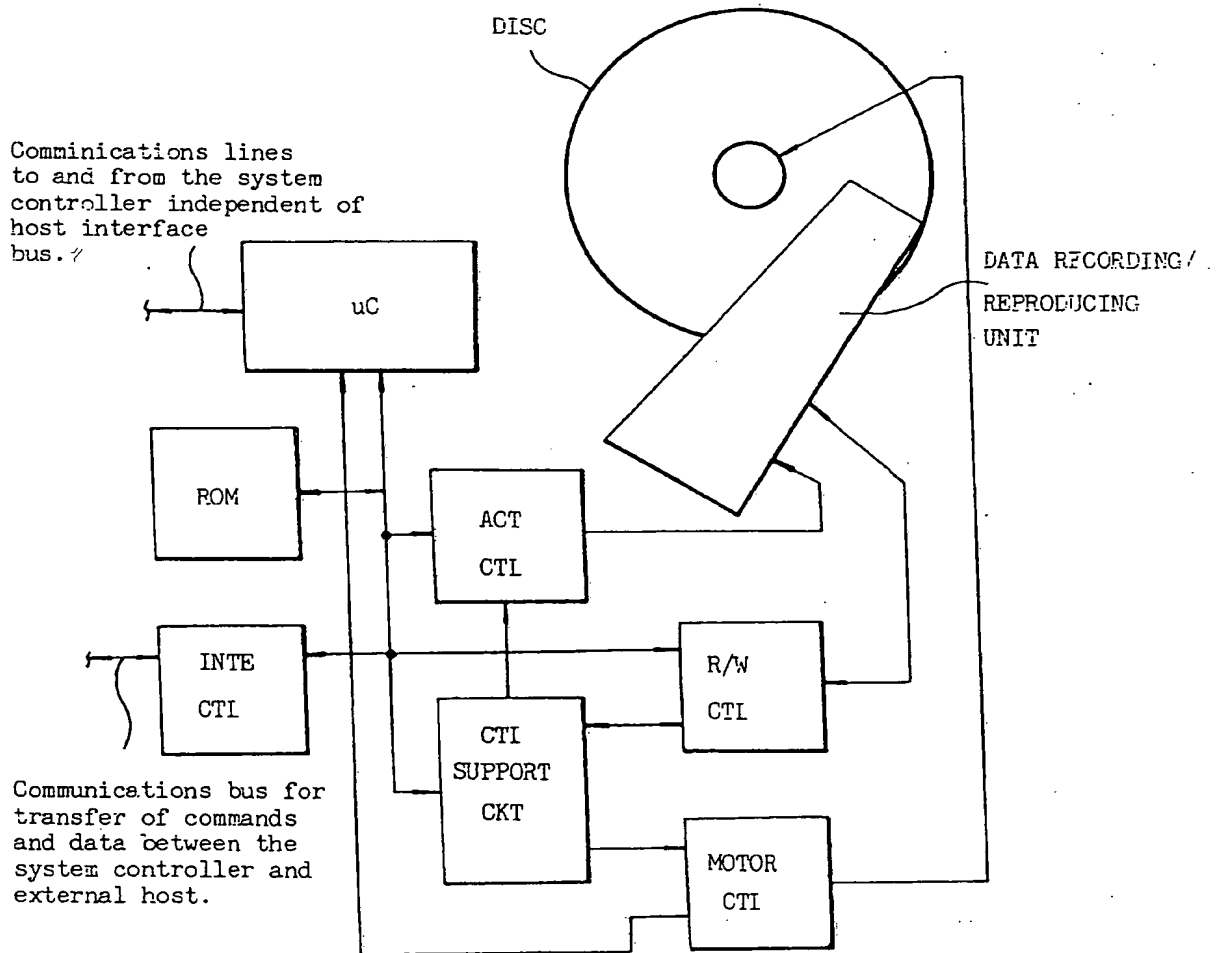 DISC
Comminications lines
to and from the system
controller independent of
host interface
bus.
uC
DATA RECORDING/
REPRODUCING
UNIT
ROM
ACT
CTL
INTE
CTL
R/W
CTL
CTI
SUPPORT
CKT
Communications bus for
transfer of commands
and data between the
system controller and
external host.
MOTOR
CTI